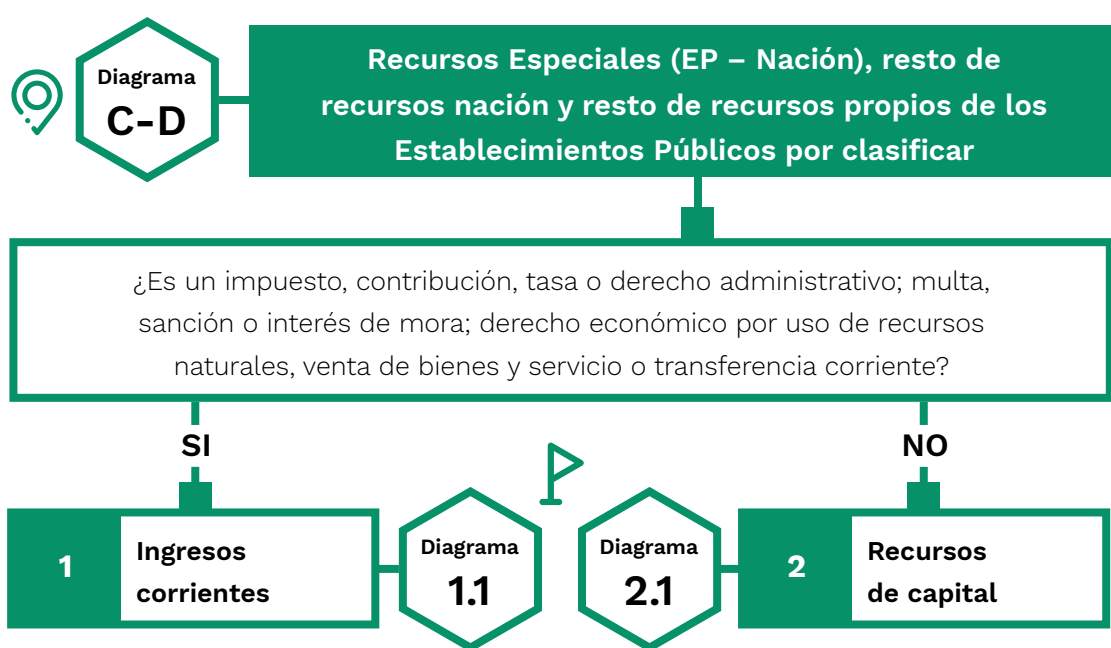 Diagrama
C-D
Recursos Especiales (EP – Nación), resto de
recursos nación y resto de recursos propios de los
Establecimientos Públicos por clasificar
¿Es un impuesto, contribución, tasa o derecho administrativo; multa,
sanción o interés de mora; derecho económico por uso de recursos
naturales, venta de bienes y servicio o transferencia corriente?
SI
NO
1
Ingresos
corrientes
Diagrama
1.1
Diagrama
2.1
2
Recursos
de capital